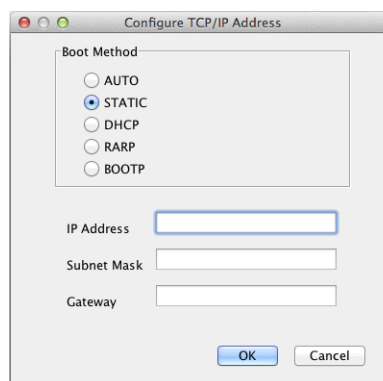 Configure TCP/IP Address
Boot Method
AUTO
STATIC
DHCP
RARP
BOOTP
IP Address
Subnet Mask
Gateway
OK Cancel